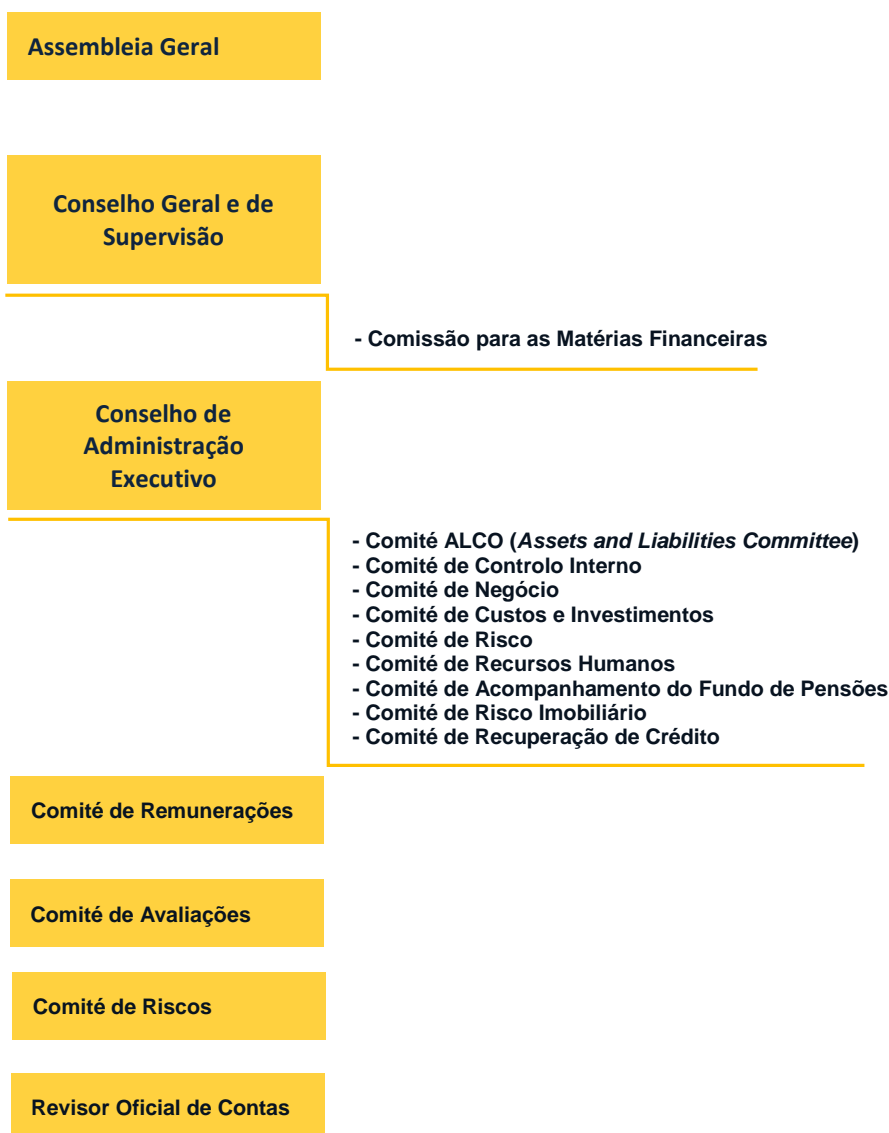 Assembleia Geral
Conselho Geral e de
Supervisão
- Comissão para as Matérias Financeiras
Conselho de
Administração
Executivo
- Comité ALCO (Assets and Liabilities Committee)
- Comité de Controlo Interno
- Comité de Negócio
- Comité de Custos e Investimentos
- Comité de Risco
- Comité de Recursos Humanos
- Comité de Acompanhamento do Fundo de Pensões
- Comité de Risco Imobiliário
- Comité de Recuperação de Crédito
Comité de Remunerações
Comité de Avaliações
Comité de Riscos
Revisor Oficial de Contas